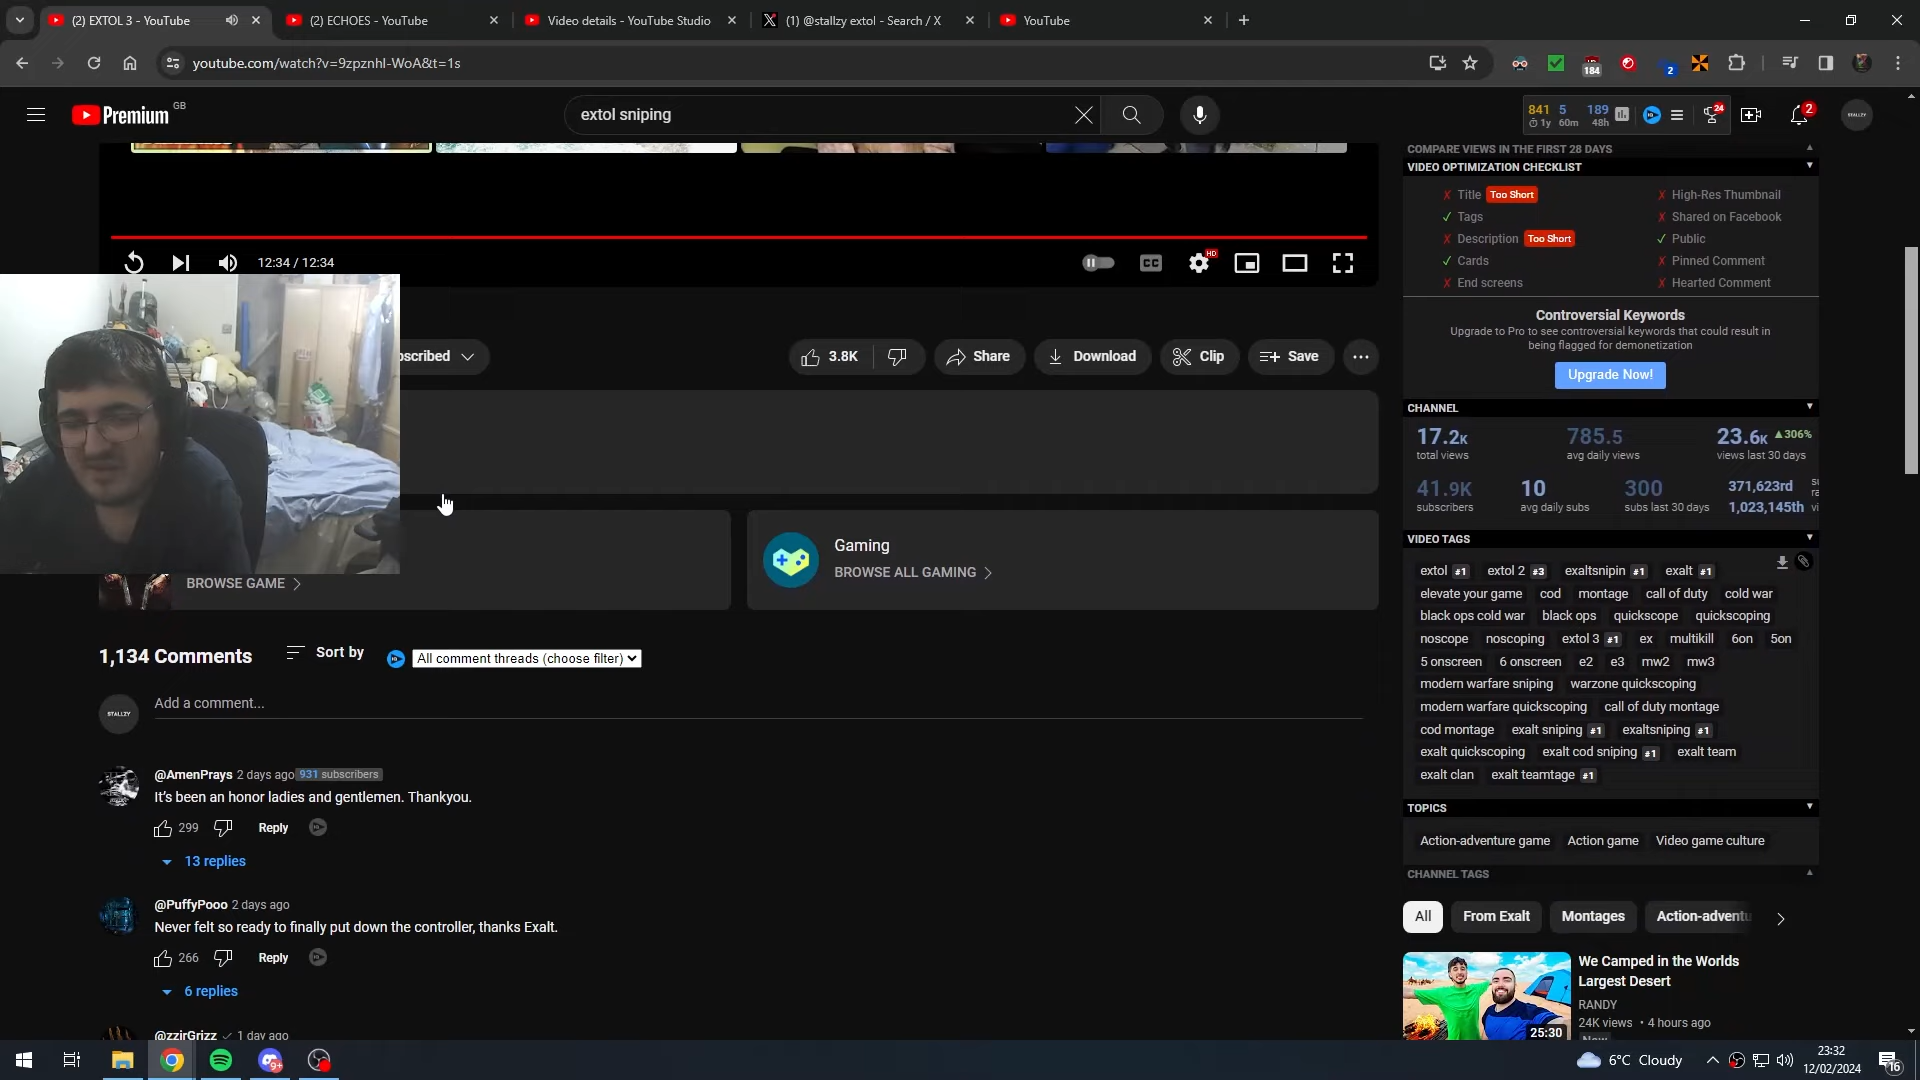 (2) EXTOL 3 - YouTube
(2) ECHOES - YouTube
Video details - YouTube Studio
(1) @stallzy extol - Search / X
YouTube
youtube.com/watch?v=9zpznhI-WoA&t=1s
184
2
Premium GB
extol sniping
841 5 189
1y 60m 48h
24
2
STALLZY
COMPARE VIEWS IN THE FIRST 28 DAYS
VIDEO OPTIMIZATION CHECKLIST
Title Too Short
High-Res Thumbnail
Tags
Shared on Facebook
Description Too Short
Public
Cards
Pinned Comment
End screens
Hearted Comment
12:34 / 12:34
CC
HD
Controversial Keywords
Upgrade to Pro to see controversial keywords that could result in
being flagged for demonetization
Upgrade Now!
bscribed
3.8K
Share
Download
Clip
Save
CHANNEL
17.2K 785.5 23.6K ▲306%
total views avg daily views views last 30 days
41.9K 10 300 371,623rd
subscribers avg daily subs subs last 30 days 1,023,145th
VIDEO TAGS
extol #1 extol 2 #3 exaltsnipin #1 exalt #1
elevate your game cod montage call of duty cold war
black ops cold war black ops quickscope quickscoping
noscope noscoping extol 3 #1 ex multikill 6on 5on
5 onscreen 6 onscreen e2 e3 mw2 mw3
modern warfare sniping warzone quickscoping
modern warfare quickscoping call of duty montage
cod montage exalt sniping #1 exaltsniping #1
exalt quickscoping exalt cod sniping #1 exalt team
exalt clan exalt teamtage #1
TOPICS
Action-adventure game Action game Video game culture
CHANNEL TAGS
BROWSE GAME
Gaming
BROWSE ALL GAMING
1,134 Comments
Sort by
All comment threads (choose filter)
STALLZY
Add a comment...
@AmenPrays 2 days ago 931 subscribers
It's been an honor ladies and gentlemen. Thankyou.
299 Reply
13 replies
@PuffyPooo 2 days ago
Never felt so ready to finally put down the controller, thanks Exalt.
266 Reply
6 replies
@zzirGrizz 1 day ago
All From Exalt Montages Action-adventu
We Camped in the Worlds
Largest Desert
RANDY
24K views • 4 hours ago
25:30
New
9+
6°C Cloudy
23:32
12/02/2024
16